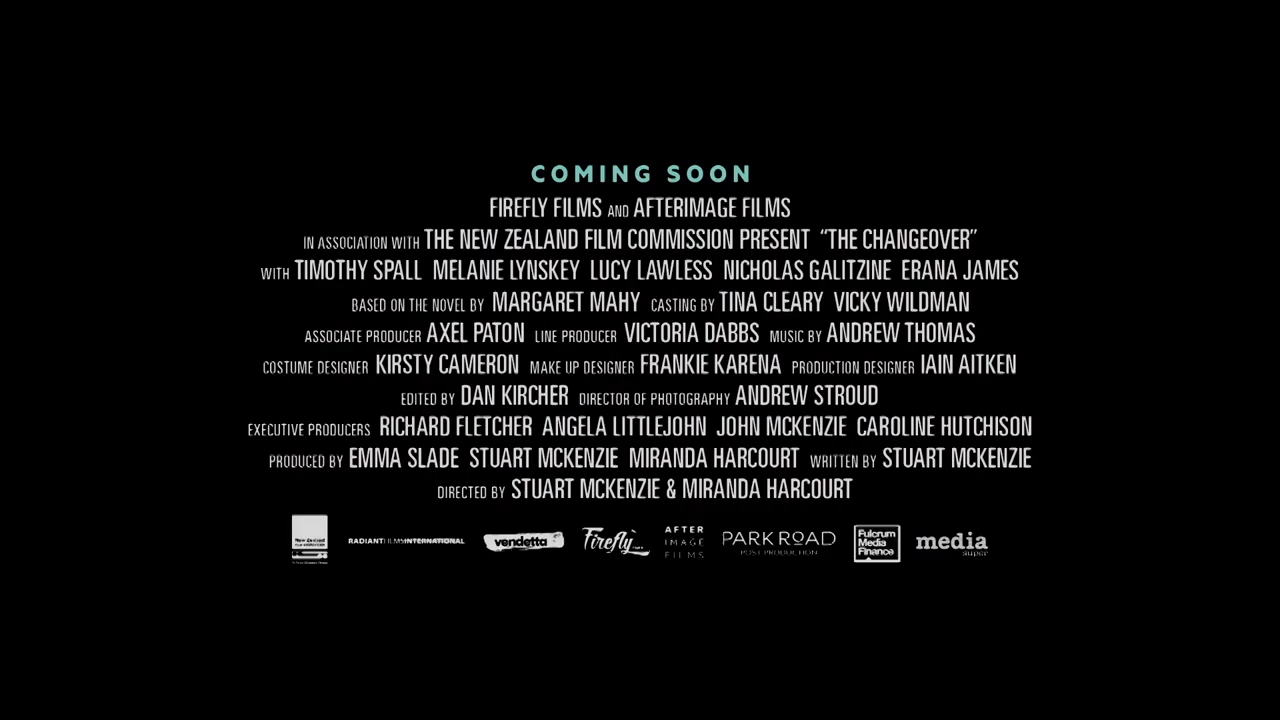 COMING SOON
FIREFLY FILMS AND AFTERIMAGE FILMS
IN ASSOCIATION WITH THE NEW ZEALAND FILM COMMISSION PRESENT "THE CHANGEOVER"
WITH TIMOTHY SPALL MELANIE LYNSKEY LUCY LAWLESS NICHOLAS GALITZINE ERANA JAMES
BASED ON THE NOVEL BY MARGARET MAHY CASTING BY TINA CLEARY VICKY WILDMAN
ASSOCIATE PRODUCER AXEL PATON LINE PRODUCER VICTORIA DABBS MUSIC BY ANDREW THOMAS
COSTUME DESIGNER KIRSTY CAMERON MAKE UP DESIGNER FRANKIE KARENA PRODUCTION DESIGNER IAIN AITKEN
EDITED BY DAN KIRCHER DIRECTOR OF PHOTOGRAPHY ANDREW STROUD
EXECUTIVE PRODUCERS RICHARD FLETCHER ANGELA LITTLEJOHN JOHN MCKENZIE CAROLINE HUTCHISON
PRODUCED BY EMMA SLADE STUART MCKENZIE MIRANDA HARCOURT WRITTEN BY STUART MCKENZIE
DIRECTED BY STUART MCKENZIE & MIRANDA HARCOURT
New Zealand
RADIANTFILMSINTERNATIONAL
vendetta
Firefly
AFTER
IMAGE
FILMS
PARK ROAD
POST PRODUCTION
Fulcrum
Media
Finance
media
super